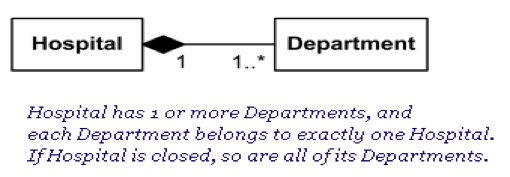 Hospital Department
1 1..*
Hospital has 1 or more Departments, and
each Department belongs to exactly one Hospital.
If Hospital is closed, so are all of its Departments.